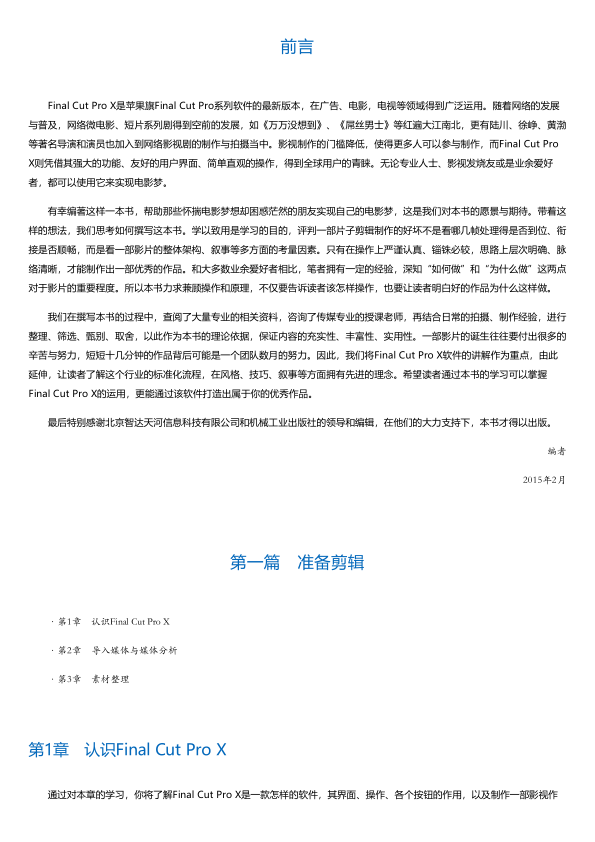 前言
Final Cut Pro X是苹果旗Final Cut Pro系列软件的最新版本，在广告、电影，电视等领域得到广泛运用。随着网络的发展
与普及，网络微电影、短片系列剧得到空前的发展，如《万万没想到》、《屌丝男士》等红遍大江南北，更有陆川、徐峥、黄渤
等著名导演和演员也加入到网络影视剧的制作与拍摄当中。影视制作的门槛降低，使得更多人可以参与制作，而Final Cut Pro
X则凭借其强大的功能、友好的用户界面、简单直观的操作，得到全球用户的青睐。无论专业人士、影视发烧友或是业余爱好
者，都可以使用它来实现电影梦。
有幸编著这样一本书，帮助那些怀揣电影梦想却困惑茫然的朋友实现自己的电影梦，这是我们对本书的愿景与期待。带着这
样的想法，我们思考如何撰写这本书。学以致用是学习的目的，评判一部片子剪辑制作的好坏不是看哪几帧处理得是否到位、衔
接是否顺畅，而是看一部影片的整体架构、叙事等多方面的考量因素。只有在操作上严谨认真、锱铢必较，思路上层次明确、脉
络清晰，才能制作出一部优秀的作品。和大多数业余爱好者相比，笔者拥有一定的经验，深知“如何做”和“为什么做”这两点
对于影片的重要程度。所以本书力求兼顾操作和原理，不仅要告诉读者该怎样操作，也要让读者明白好的作品为什么这样做。
我们在撰写本书的过程中，查阅了大量专业的相关资料，咨询了传媒专业的授课老师，再结合日常的拍摄、制作经验，进行
整理、筛选、甄别、取舍，以此作为本书的理论依据，保证内容的充实性、丰富性、实用性。一部影片的诞生往往要付出很多的
辛苦与努力，短短十几分钟的作品背后可能是一个团队数月的努力。因此，我们将Final Cut Pro X软件的讲解作为重点，由此
延伸，让读者了解这个行业的标准化流程，在风格、技巧、叙事等方面拥有先进的理念。希望读者通过本书的学习可以掌握
Final Cut Pro X的运用，更能通过该软件打造出属于你的优秀作品。
最后特别感谢北京智达天河信息科技有限公司和机械工业出版社的领导和编辑，在他们的大力支持下，本书才得以出版。
编者
2015年2月
第一篇 准备剪辑
· 第1章 认识Final Cut Pro X
· 第2章 导入媒体与媒体分析
· 第3章 素材整理
第1章 认识Final Cut Pro X
通过对本章的学习，你将了解Final Cut Pro X是一款怎样的软件，其界面、操作、各个按钮的作用，以及制作一部影视作